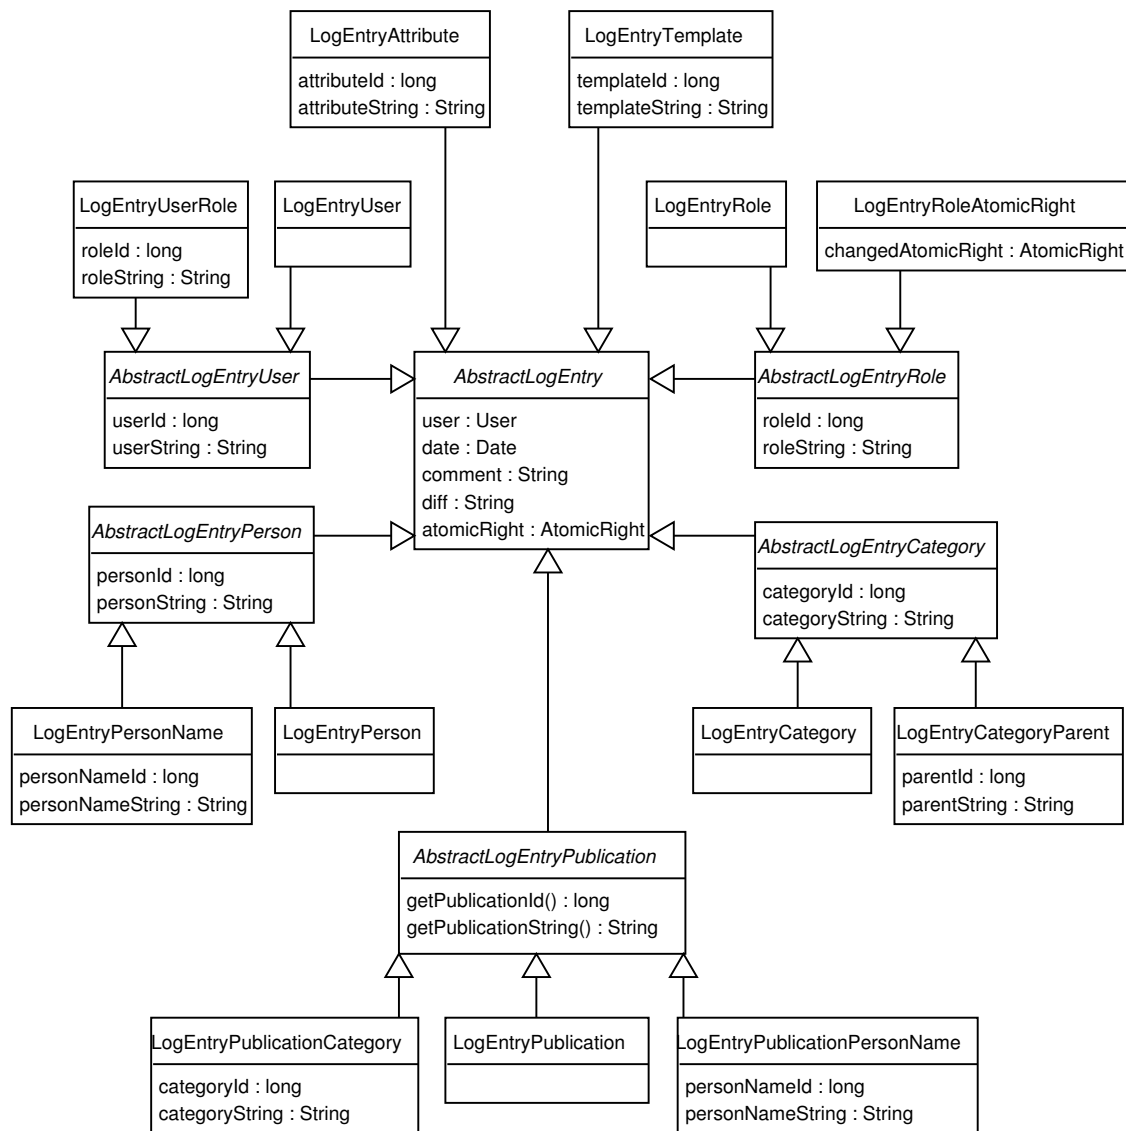 LogEntryAttribute
attributeId : long
attributeString : String
LogEntryTemplate
templateId : long
templateString : String
LogEntryUserRole
roleId : long
roleString : String
LogEntryUser
LogEntryRole
LogEntryRoleAtomicRight
changedAtomicRight : AtomicRight
AbstractLogEntryUser
userId : long
userString : String
AbstractLogEntry
user : User
date : Date
comment : String
diff : String
atomicRight : AtomicRight
AbstractLogEntryRole
roleId : long
roleString : String
AbstractLogEntryPerson
personId : long
personString : String
AbstractLogEntryCategory
categoryId : long
categoryString : String
LogEntryPersonName
personNameId : long
personNameString : String
LogEntryPerson
LogEntryCategory
LogEntryCategoryParent
parentId : long
parentString : String
AbstractLogEntryPublication
getPublicationId() : long
getPublicationString() : String
LogEntryPublicationCategory
categoryId : long
categoryString : String
LogEntryPublication
LogEntryPublicationPersonName
personNameId : long
personNameString : String